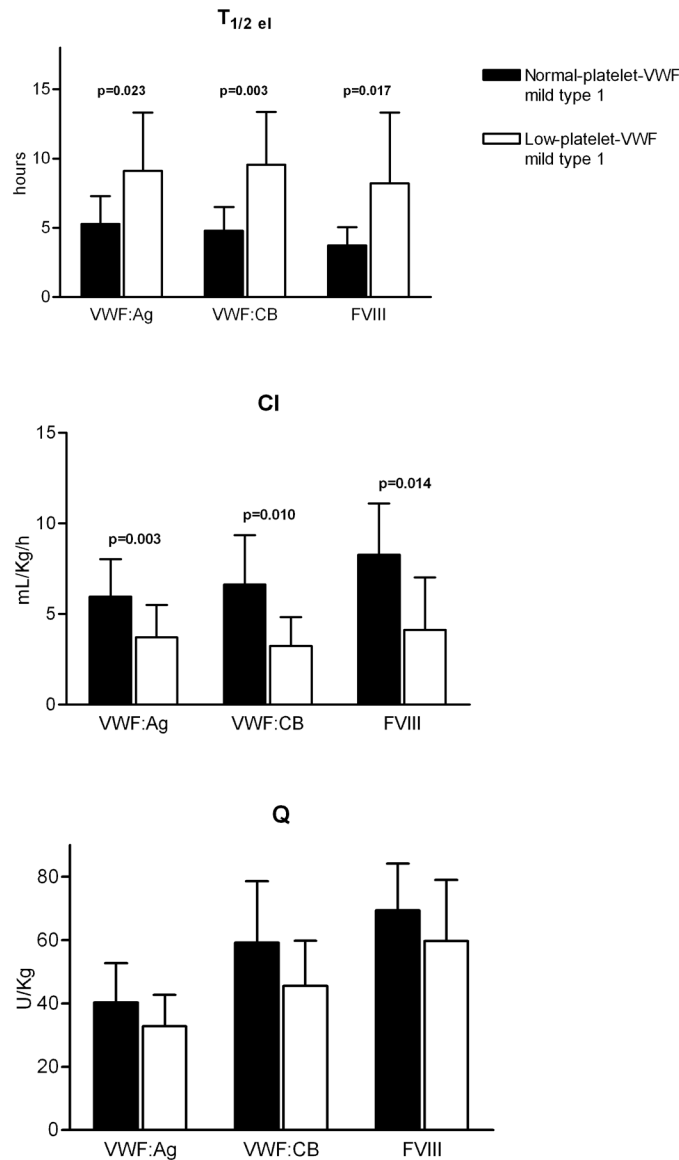 T1/2 el
15
10
5
0
hours
p=0.023 p=0.003 p=0.017
VWF:Ag VWF:CB FVIII
Normal-platelet-VWF
mild type 1
Low-platelet-VWF
mild type 1
Cl
15
10
5
0
mL/Kg/h
p=0.003 p=0.010 p=0.014
VWF:Ag VWF:CB FVIII
Q
80
60
40
20
0
U/Kg
VWF:Ag VWF:CB FVIII